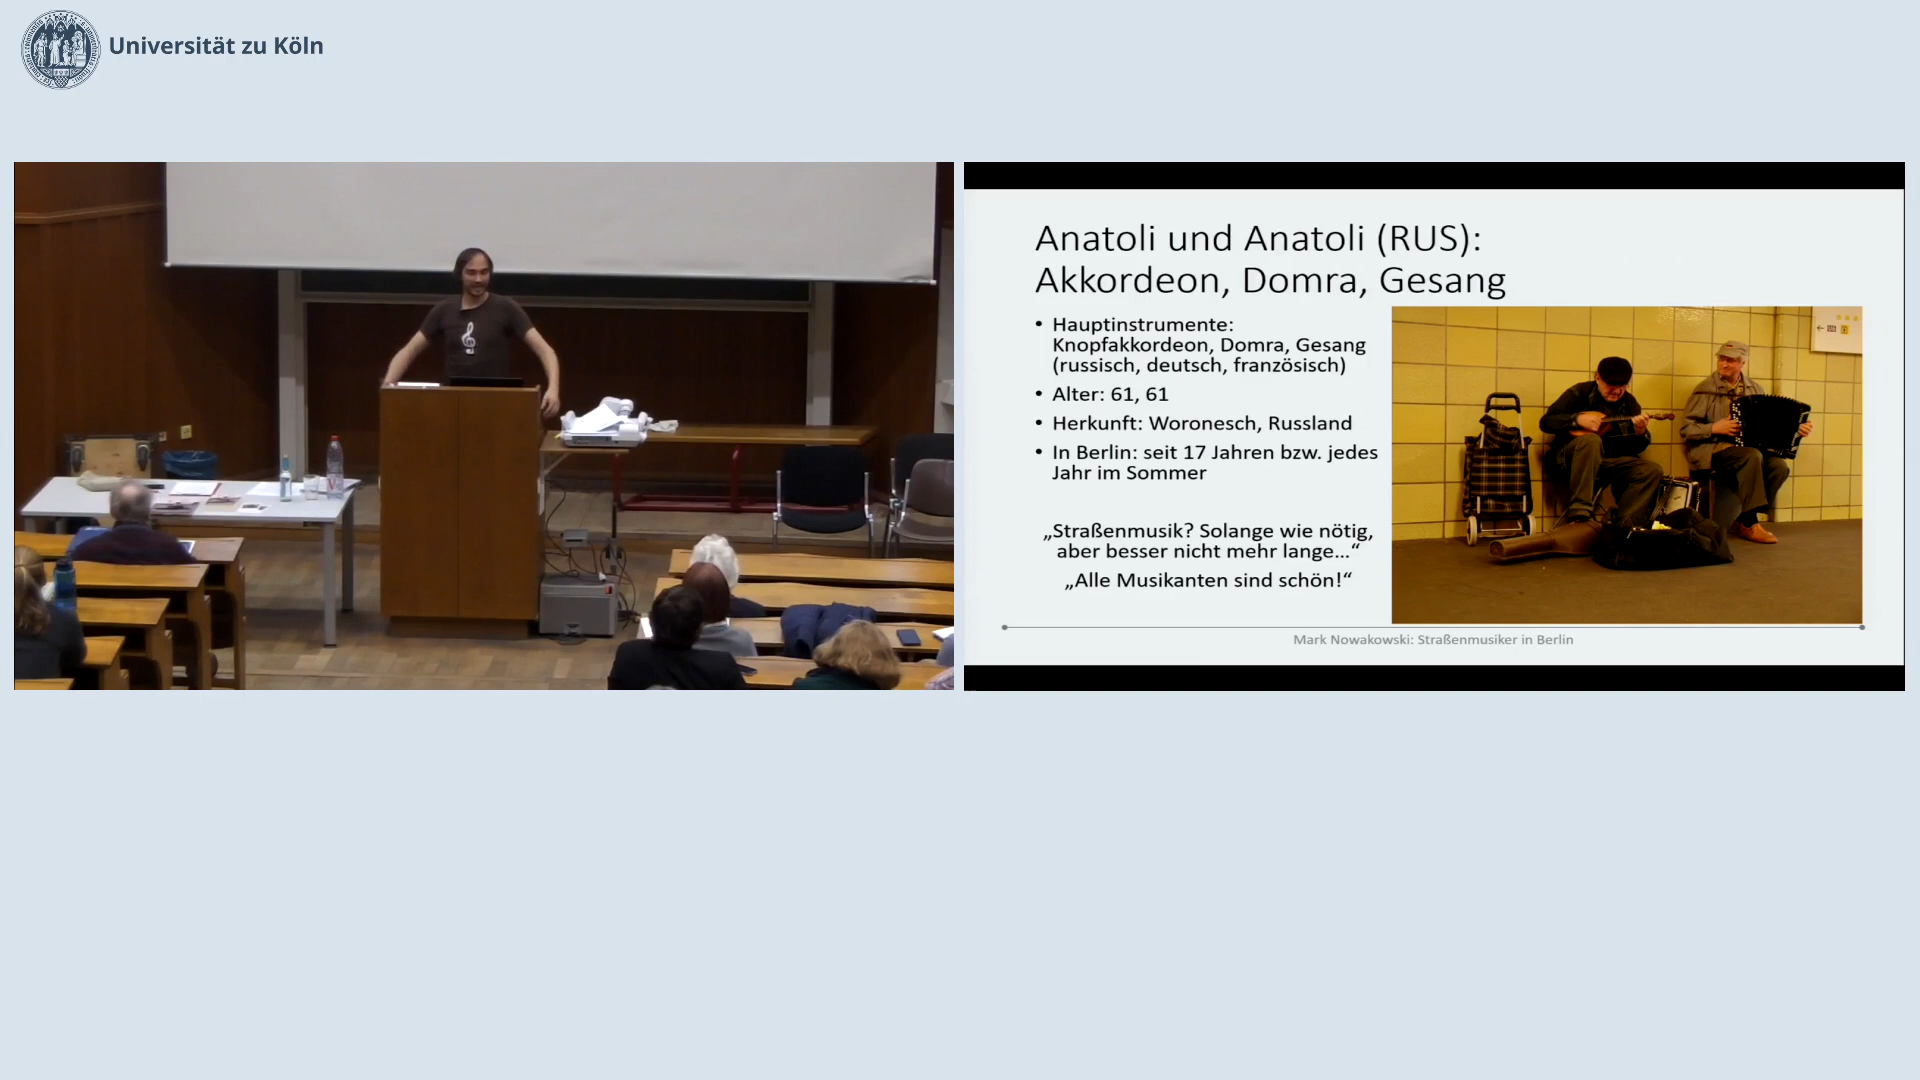 Universität zu Köln
Anatoli und Anatoli (RUS):
Akkordeon, Domra, Gesang
• Hauptinstrumente:
Knopfakkordeon, Domra, Gesang
(russisch, deutsch, französisch)
• Alter: 61, 61
• Herkunft: Woronesch, Russland
• In Berlin: seit 17 Jahren bzw. jedes
Jahr im Sommer
„Straßenmusik? Solange wie nötig,
aber besser nicht mehr lange...“
„Alle Musikanten sind schön!“
Mark Nowakowski: Straßenmusiker in Berlin